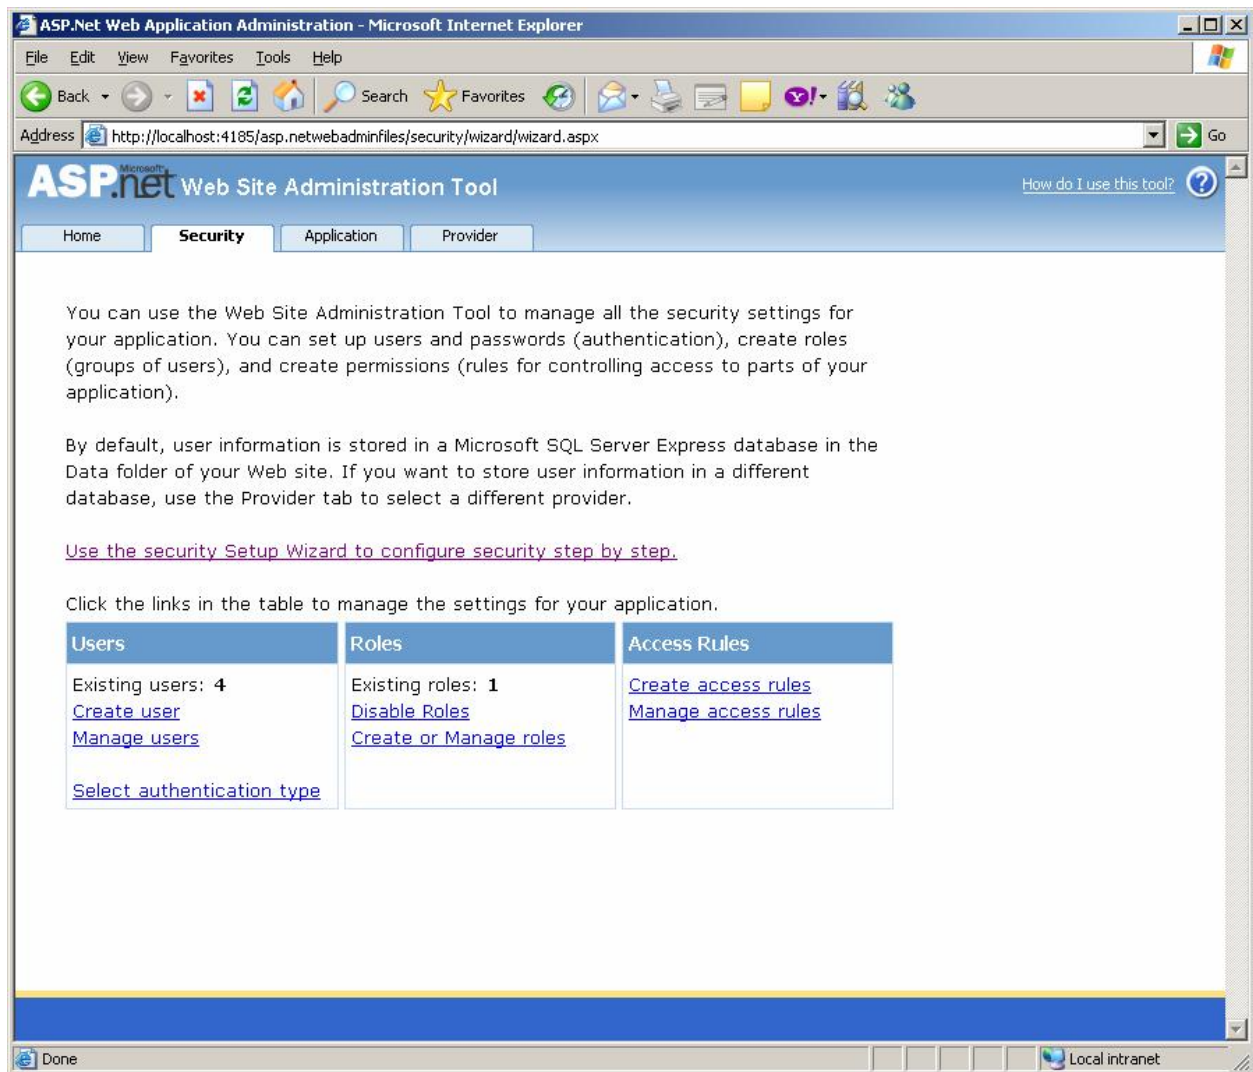 ASP.Net Web Application Administration - Microsoft Internet Explorer
File Edit View Favorites Tools Help
Back Search Favorites
Address http://localhost:4185/asp.netwebadminfiles/security/wizard/wizard.aspx Go
Microsoft
ASP.net Web Site Administration Tool How do I use this tool? ?
Home Security Application Provider
You can use the Web Site Administration Tool to manage all the security settings for
your application. You can set up users and passwords (authentication), create roles
(groups of users), and create permissions (rules for controlling access to parts of your
application).
By default, user information is stored in a Microsoft SQL Server Express database in the
Data folder of your Web site. If you want to store user information in a different
database, use the Provider tab to select a different provider.
Use the security Setup Wizard to configure security step by step.
Click the links in the table to manage the settings for your application.
Users Roles Access Rules
Existing users: 4 Existing roles: 1 Create access rules
Create user Disable Roles Manage access rules
Manage users Create or Manage roles
Select authentication type
Done Local intranet